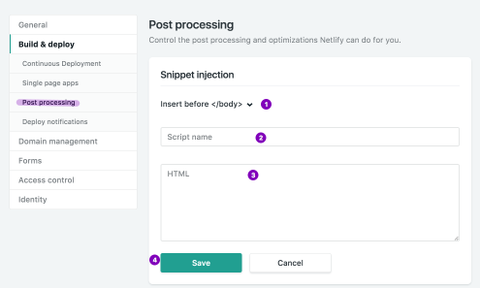 General
Build & deploy
Continuous Deployment
Single page apps
Post processing
Deploy notifications
Domain management
Forms
Access control
Identity
Post processing
Control the post processing and optimizations Netlify can do for you.
Snippet injection
Insert before </body> 1
Script name 2
HTML 3
4 Save Cancel